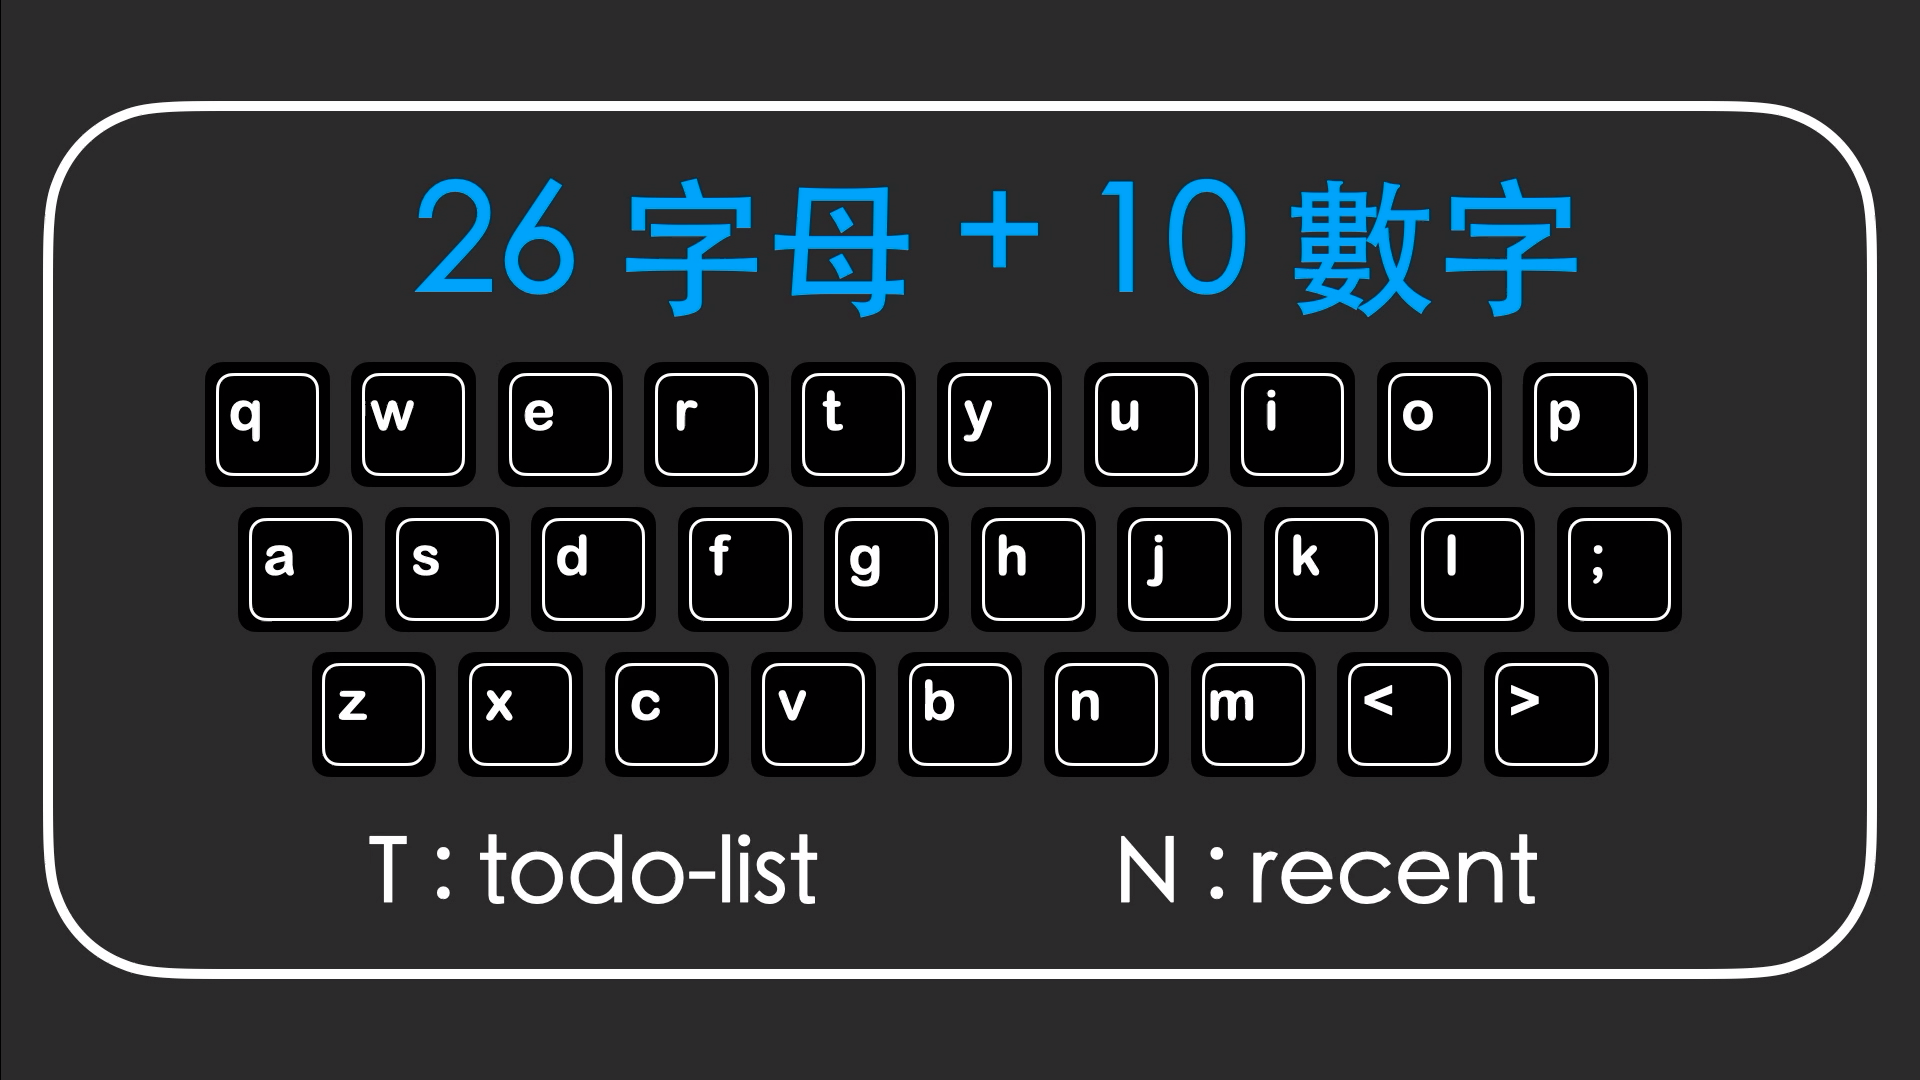 26 字母 + 10 數字
q w e r t y u i o p
a s d f g h j k l ;
z x c v b n m < >
T : todo-list N : recent